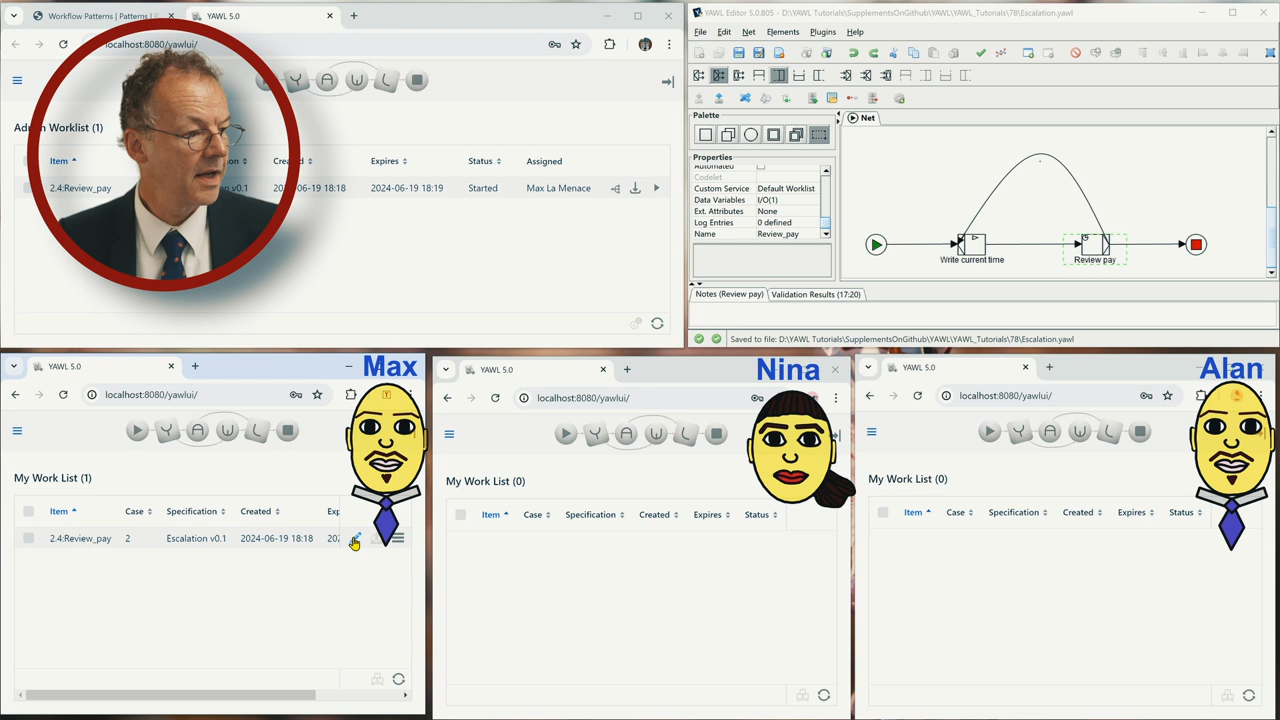 Workflow Patterns | Patterns |
YAWL 5.0
localhost:8080/yawlui/
Worklist (1)
Item
Expires
Status
Assigned
2.4:Review_pay
v0.1
18:18
2024-06-19 18:19
Started
Max La Menace
YAWL Editor 5.0.805 - D:\YAWL Tutorials\SupplementsOnGithub\YAWL\YAWL_Tutorials\78\Escalation.yawl
File Edit Net Elements Plugins Help
Palette
Properties
Automated
Codelet
Custom Service Default Worklist
Data Variables I/O(1)
Ext. Attributes None
Log Entries 0 defined
Name Review_pay
Net
Write current time
Review pay
Notes (Review pay)
Validation Results (17:20)
Saved to file: D:\YAWL Tutorials\SupplementsOnGithub\YAWL\YAWL_Tutorials\78\Escalation.yawl
YAWL 5.0
Max
localhost:8080/yawlui/
Y A W L
My Work List (1)
Item Case Specification Created
2.4:Review_pay 2 Escalation v0.1 2024-06-19 18:18
YAWL 5.0
Nina
localhost:8080/yawlui/
Y A W L
My Work List (0)
Item Case Specification Created Expires Status
YAWL 5.0
Alan
localhost:8080/yawlui/
Y A W L
My Work List (0)
Item Case Specification Created Expires Status